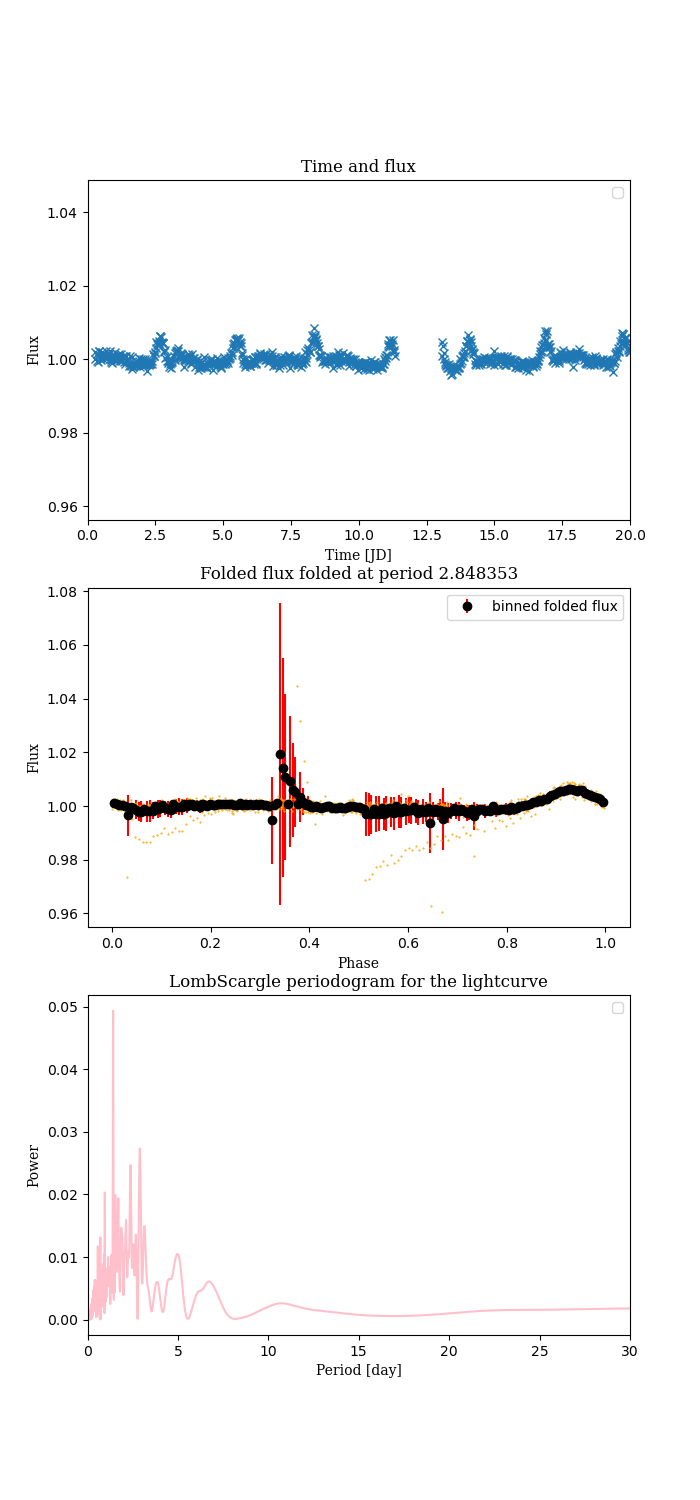 Time and flux
1.04
1.02
1.00
0.98
0.96
Flux
0.0 2.5 5.0 7.5 10.0 12.5 15.0 17.5 20.0
Time [JD]
Folded flux folded at period 2.848353
binned folded flux
1.08
1.06
1.04
1.02
1.00
0.98
0.96
Flux
0.0 0.2 0.4 0.6 0.8 1.0
Phase
LombScargle periodogram for the lightcurve
0.05
0.04
0.03
0.02
0.01
0.00
Power
0 5 10 15 20 25 30
Period [day]